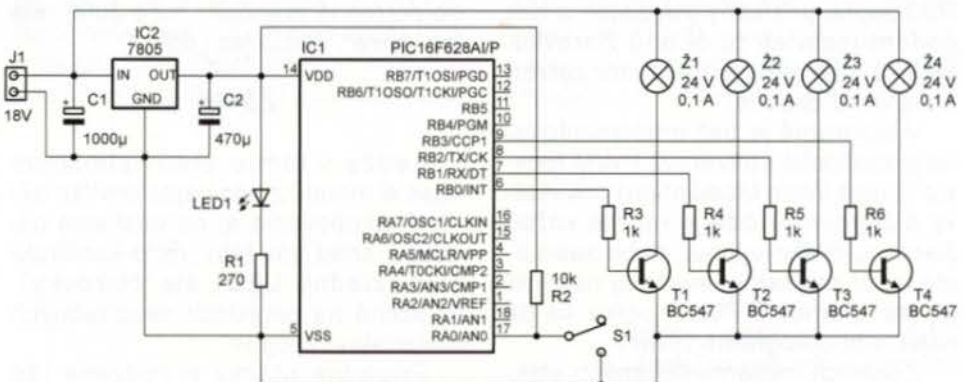 J1
18V
C1
1000µ
IC2
7805
IN OUT
GND
C2
470µ
LED1
R1
270
IC1 PIC16F628AI/P
14 VDD
5 VSS
RB7/T1OSI/PGD 13
RB6/T1OSO/T1CKI/PGC 12
RB5 11
RB4/PGM 10
RB3/CCP1 9
RB2/TX/CK 8
RB1/RX/DT 7
RB0/INT 6
RA7/OSC1/CLKIN 16
RA6/OSC2/CLKOUT 15
RA5/MCLR/VPP 4
RA4/T0CKI/CMP2 3
RA3/AN3/CMP1 2
RA2/AN2/VREF 1
RA1/AN1 18
RA0/AN0 17
10k
R2
S1
Ż1
24 V
0,1 A
Ż2
24 V
0,1 A
Ż3
24 V
0,1 A
Ż4
24 V
0,1 A
R3
1k
R4
1k
R5
1k
R6
1k
T1
BC547
T2
BC547
T3
BC547
T4
BC547